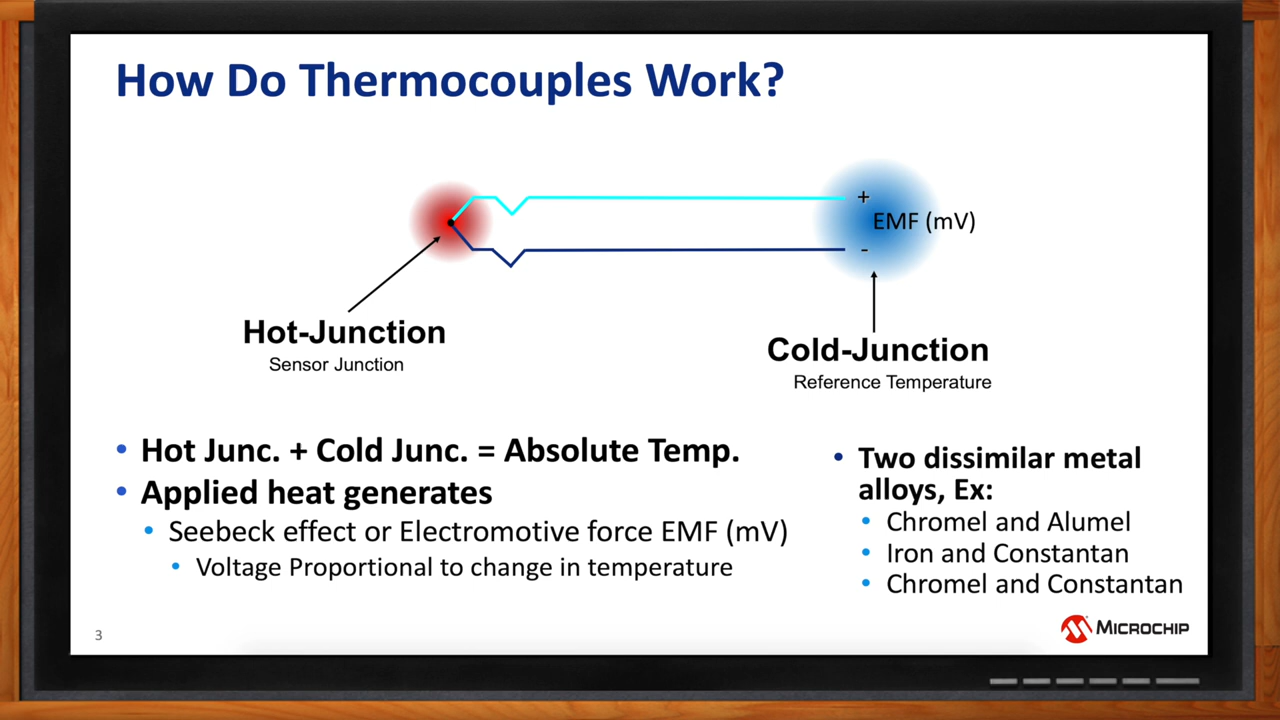 How Do Thermocouples Work?
+
EMF (mV)
-
Hot-Junction
Sensor Junction
Cold-Junction
Reference Temperature
• Hot Junc. + Cold Junc. = Absolute Temp.
• Applied heat generates
• Seebeck effect or Electromotive force EMF (mV)
• Voltage Proportional to change in temperature
• Two dissimilar metal
alloys, Ex:
• Chromel and Alumel
• Iron and Constantan
• Chromel and Constantan
3
MICROCHIP